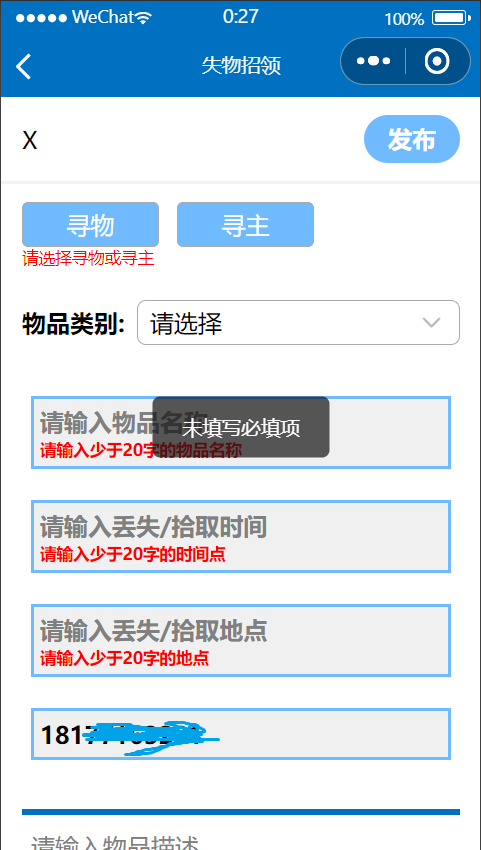 WeChat 0:27 100%
失物招领
X 发布
寻物 寻主
请选择寻物或寻主
物品类别: 请选择
请输入物品名称
未填写必填项
请输入少于20字的物品名称
请输入丢失/拾取时间
请输入少于20字的时间点
请输入丢失/拾取地点
请输入少于20字的地点
请输入物品描述